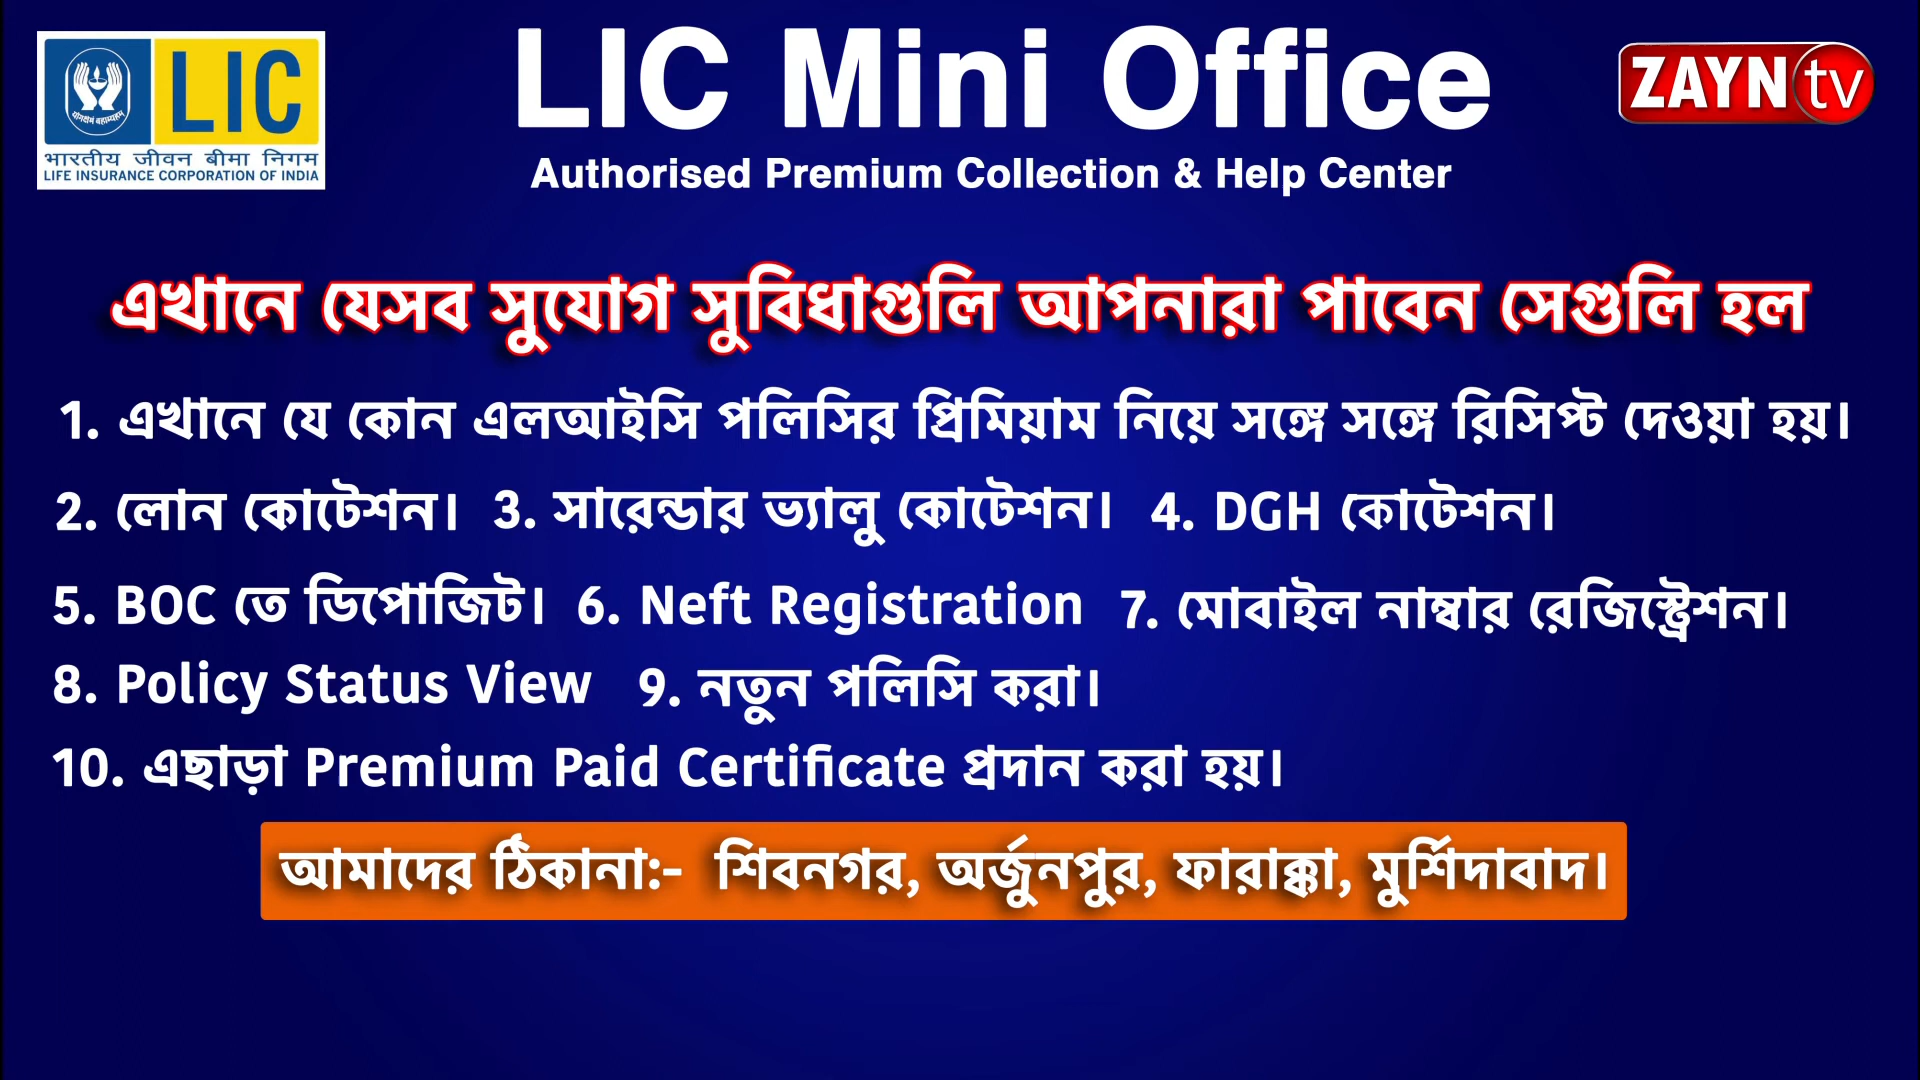 LIC Mini Office
Authorised Premium Collection & Help Center
LIC
योगक्षेमं वहाम्यहम्
भारतीय जीवन बीमा निगम
LIFE INSURANCE CORPORATION OF INDIA
ZAYN tv
এখানে যেসব সুযোগ সুবিধাগুলি আপনারা পাবেন সেগুলি হল
1. এখানে যে কোন এলআইসি পলিসির প্রিমিয়াম নিয়ে সঙ্গে সঙ্গে রিসিপ্ট দেওয়া হয়।
2. লোন কোটেশন। 3. সারেন্ডার ভ্যালু কোটেশন। 4. DGH কোটেশন।
5. BOC তে ডিপোজিট। 6. Neft Registration 7. মোবাইল নাম্বার রেজিস্ট্রেশন।
8. Policy Status View 9. নতুন পলিসি করা।
10. এছাড়া Premium Paid Certificate প্রদান করা হয়।
আমাদের ঠিকানা:- শিবনগর, অর্জুনপুর, ফারাক্কা, মুর্শিদাবাদ।